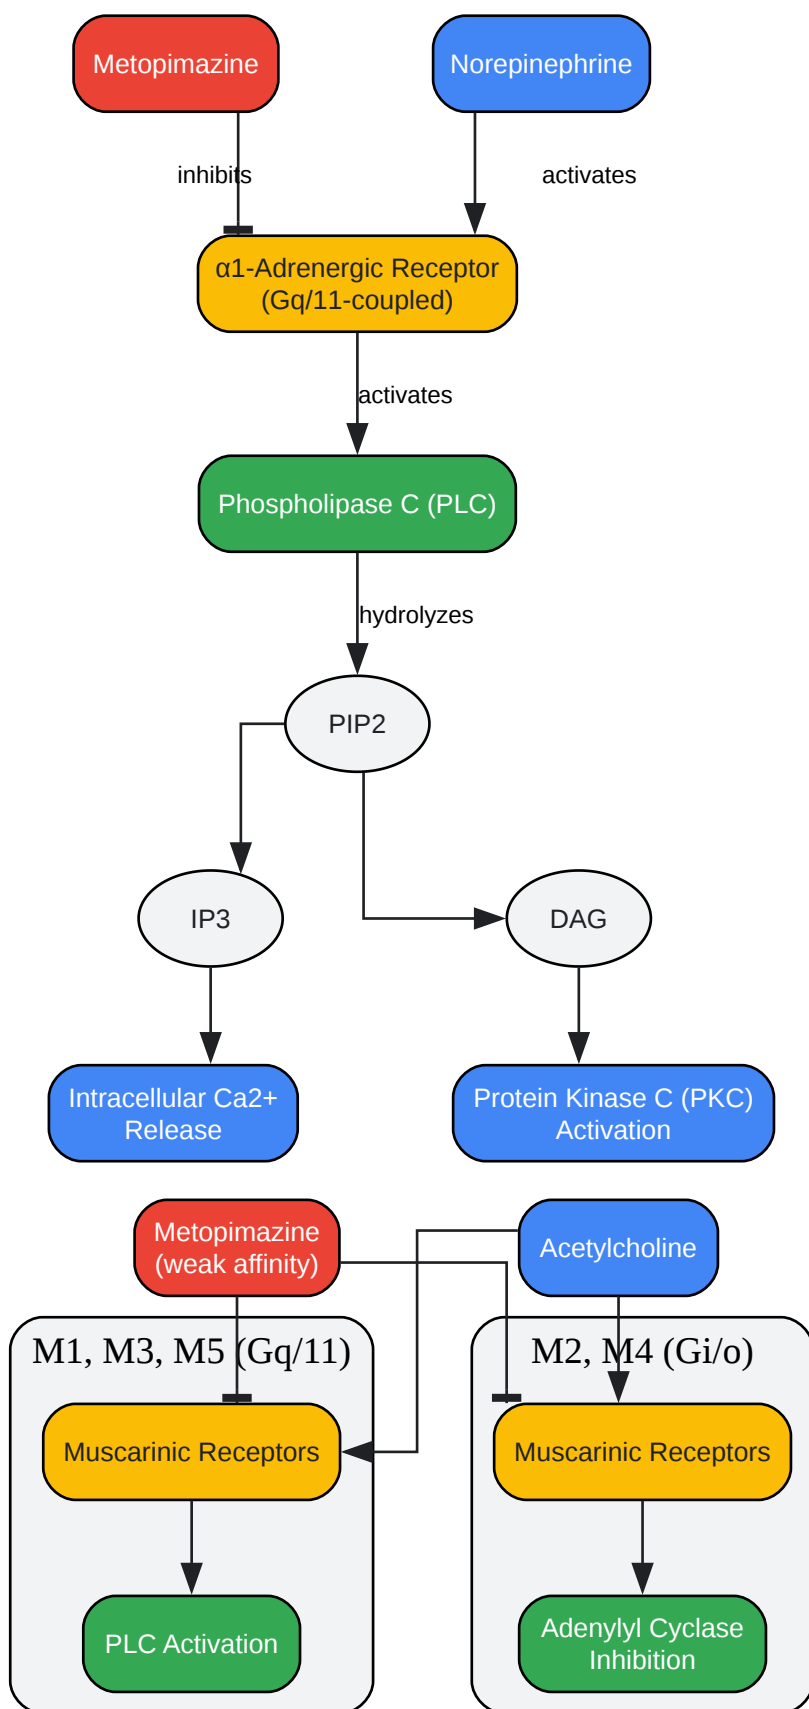 Metopimazine
Norepinephrine
inhibits
activates
α1-Adrenergic Receptor
(Gq/11-coupled)
activates
Phospholipase C (PLC)
hydrolyzes
PIP2
IP3
DAG
Intracellular Ca2+
Release
Protein Kinase C (PKC)
Activation
Metopimazine
(weak affinity)
Acetylcholine
M1, M3, M5 (Gq/11)
M2, M4 (Gi/o)
Muscarinic Receptors
Muscarinic Receptors
PLC Activation
Adenylyl Cyclase
Inhibition